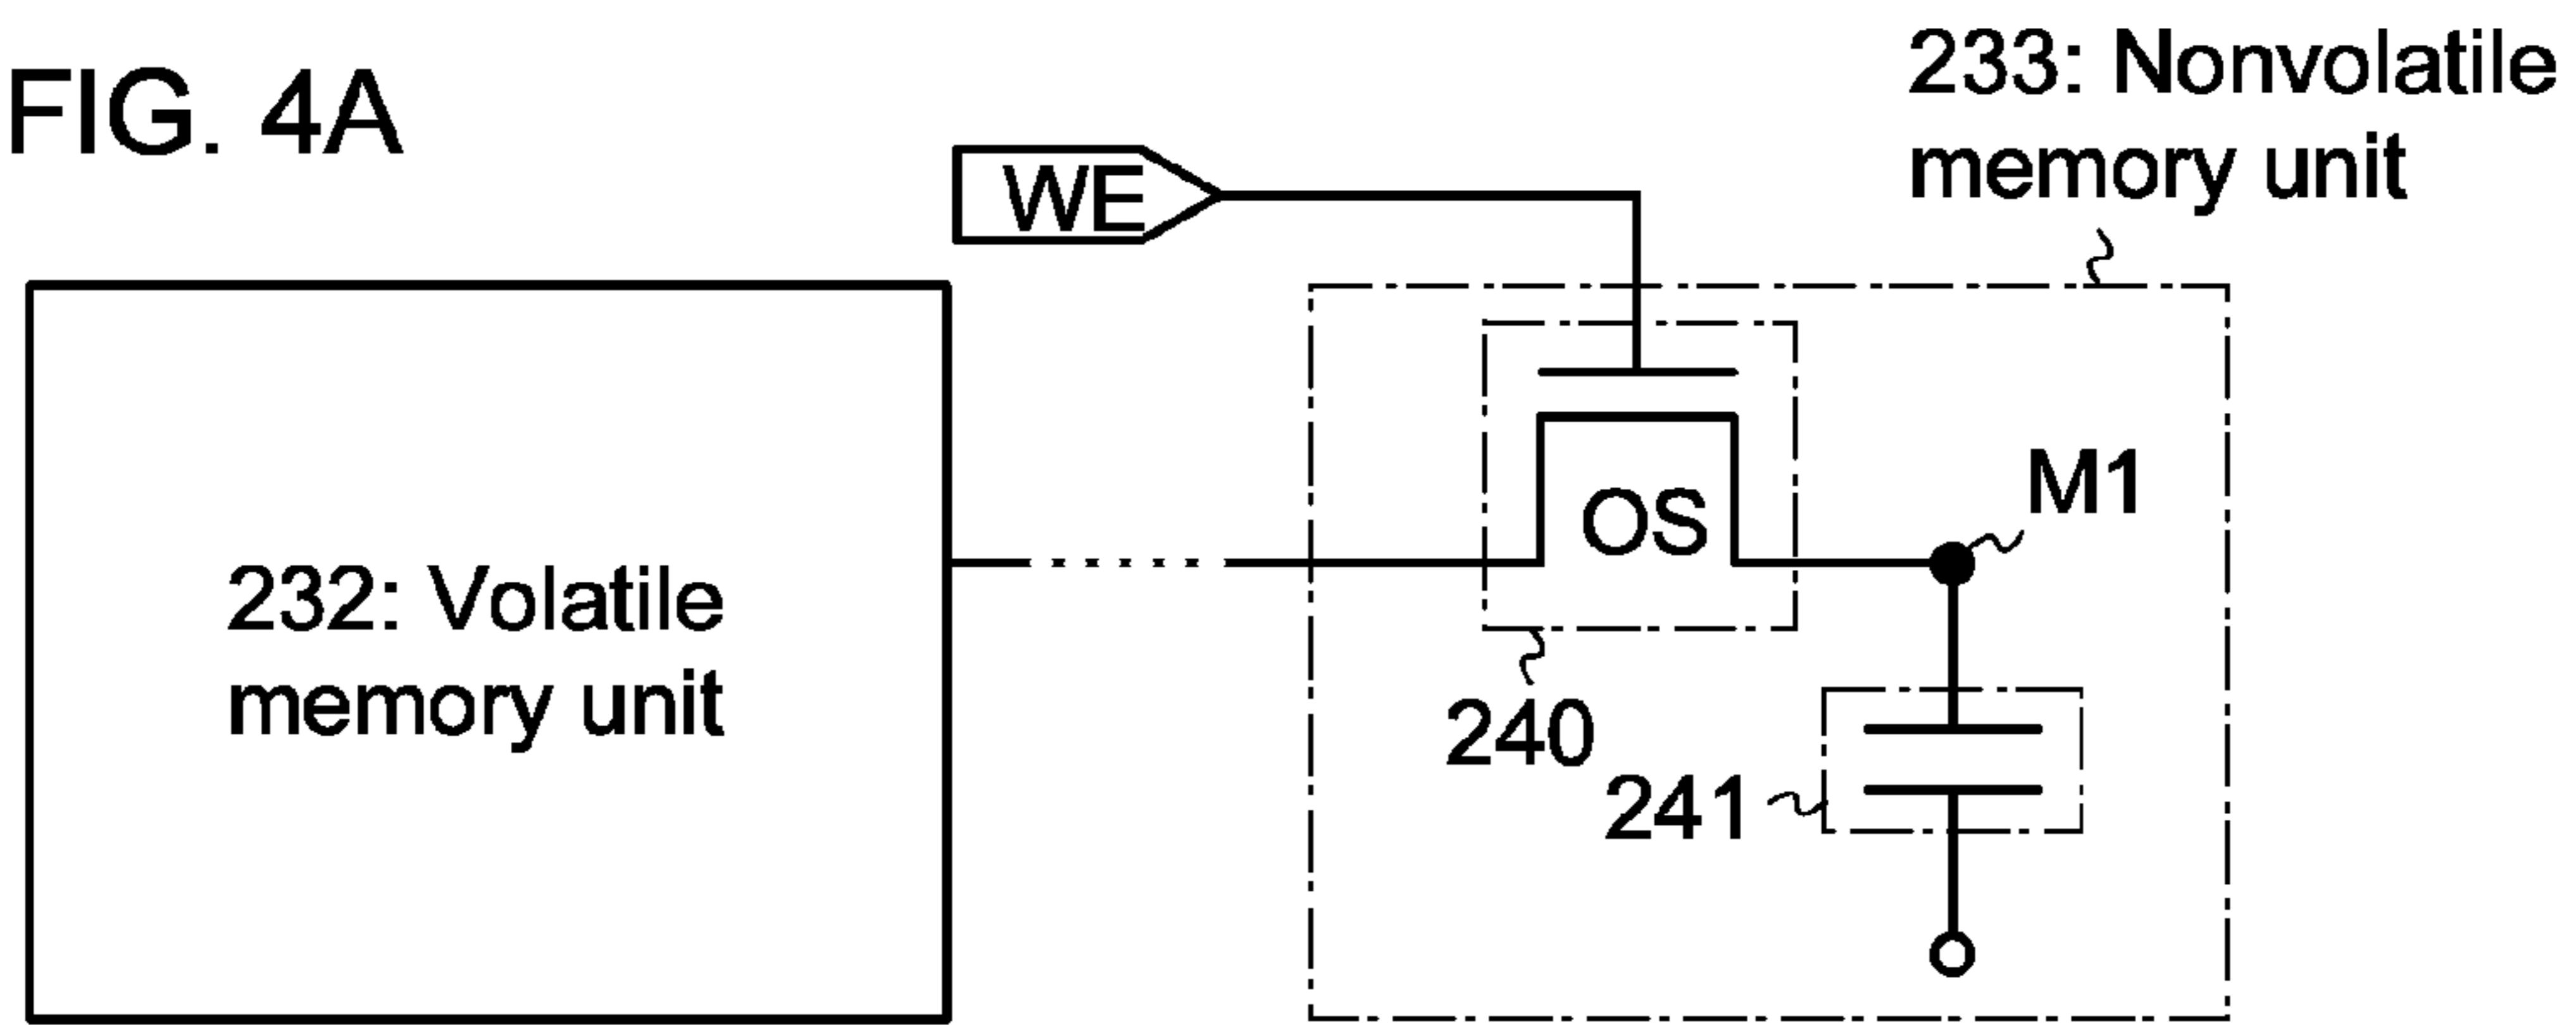 FIG. 4A
233: Nonvolatile
memory unit
WE
OS
M1
232: Volatile
memory unit
240
241